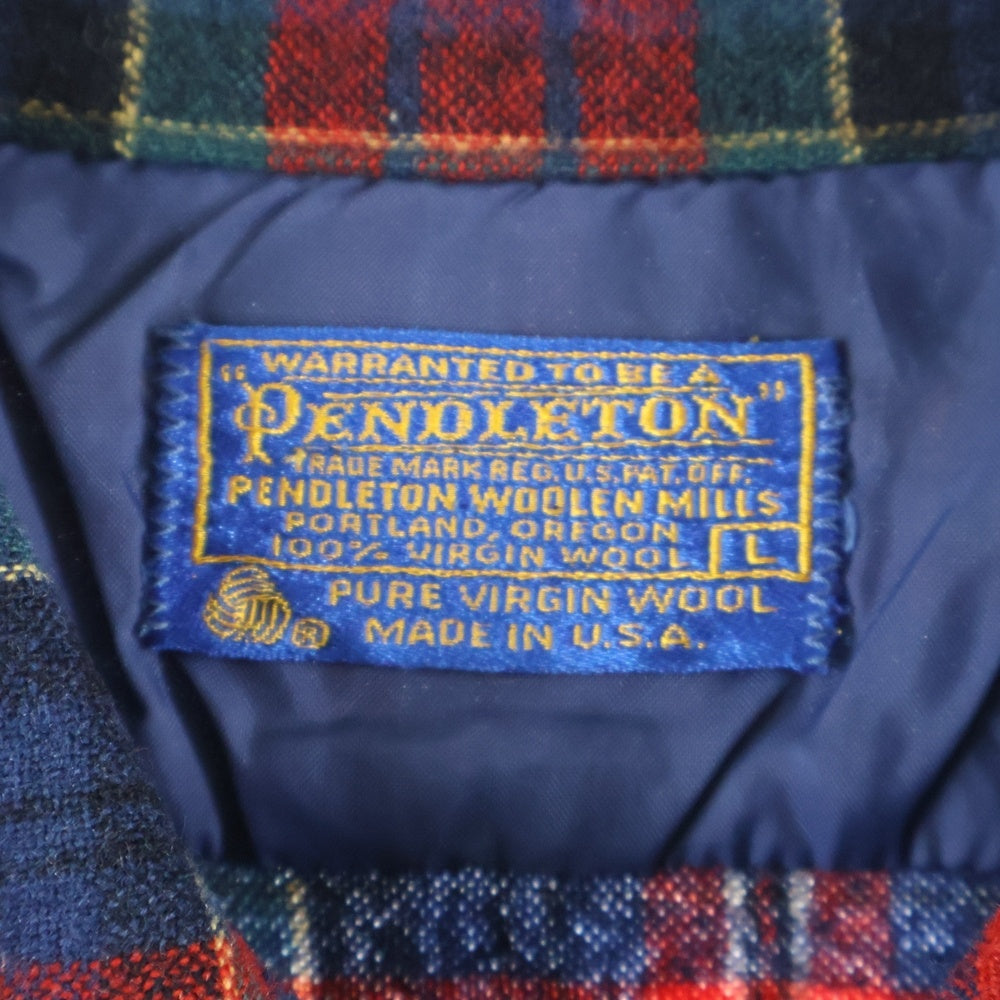 WARRANTED TO BE A
"PENDLETON"
TRADE MARK REG. U.S. PAT. OFF.
PENDLETON WOOLEN MILLS
PORTLAND, OREGON
100% VIRGIN WOOL L
PURE VIRGIN WOOL
® MADE IN U.S.A.